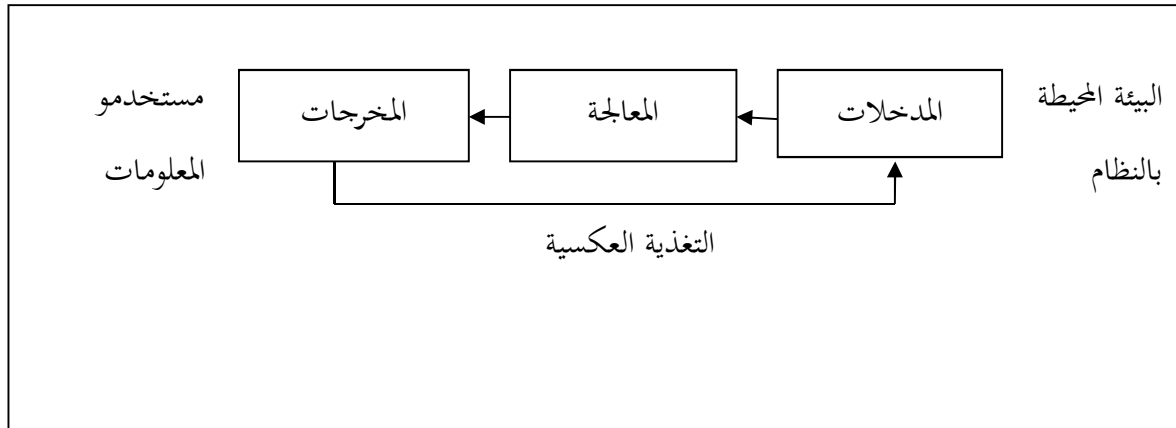 البيئة المحيطة
بالنظام
المدخلات
المعالجة
المخرجات
مستخدمو
المعلومات
التغذية العكسية